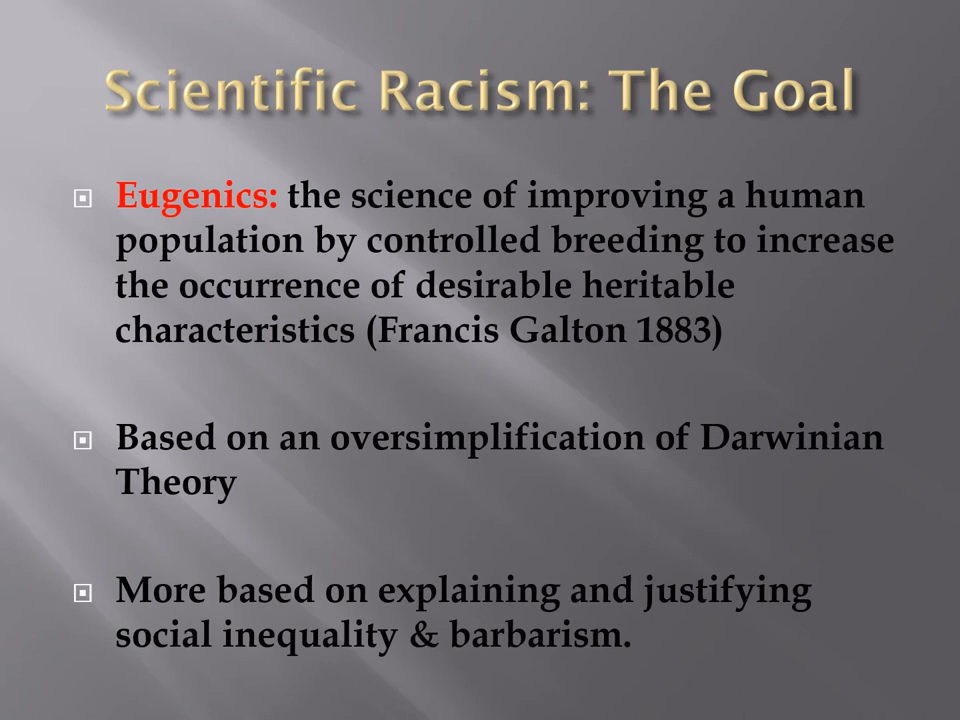 Scientific Racism: The Goal
Eugenics: the science of improving a human
population by controlled breeding to increase
the occurrence of desirable heritable
characteristics (Francis Galton 1883)
Based on an oversimplification of Darwinian
Theory
More based on explaining and justifying
social inequality & barbarism.